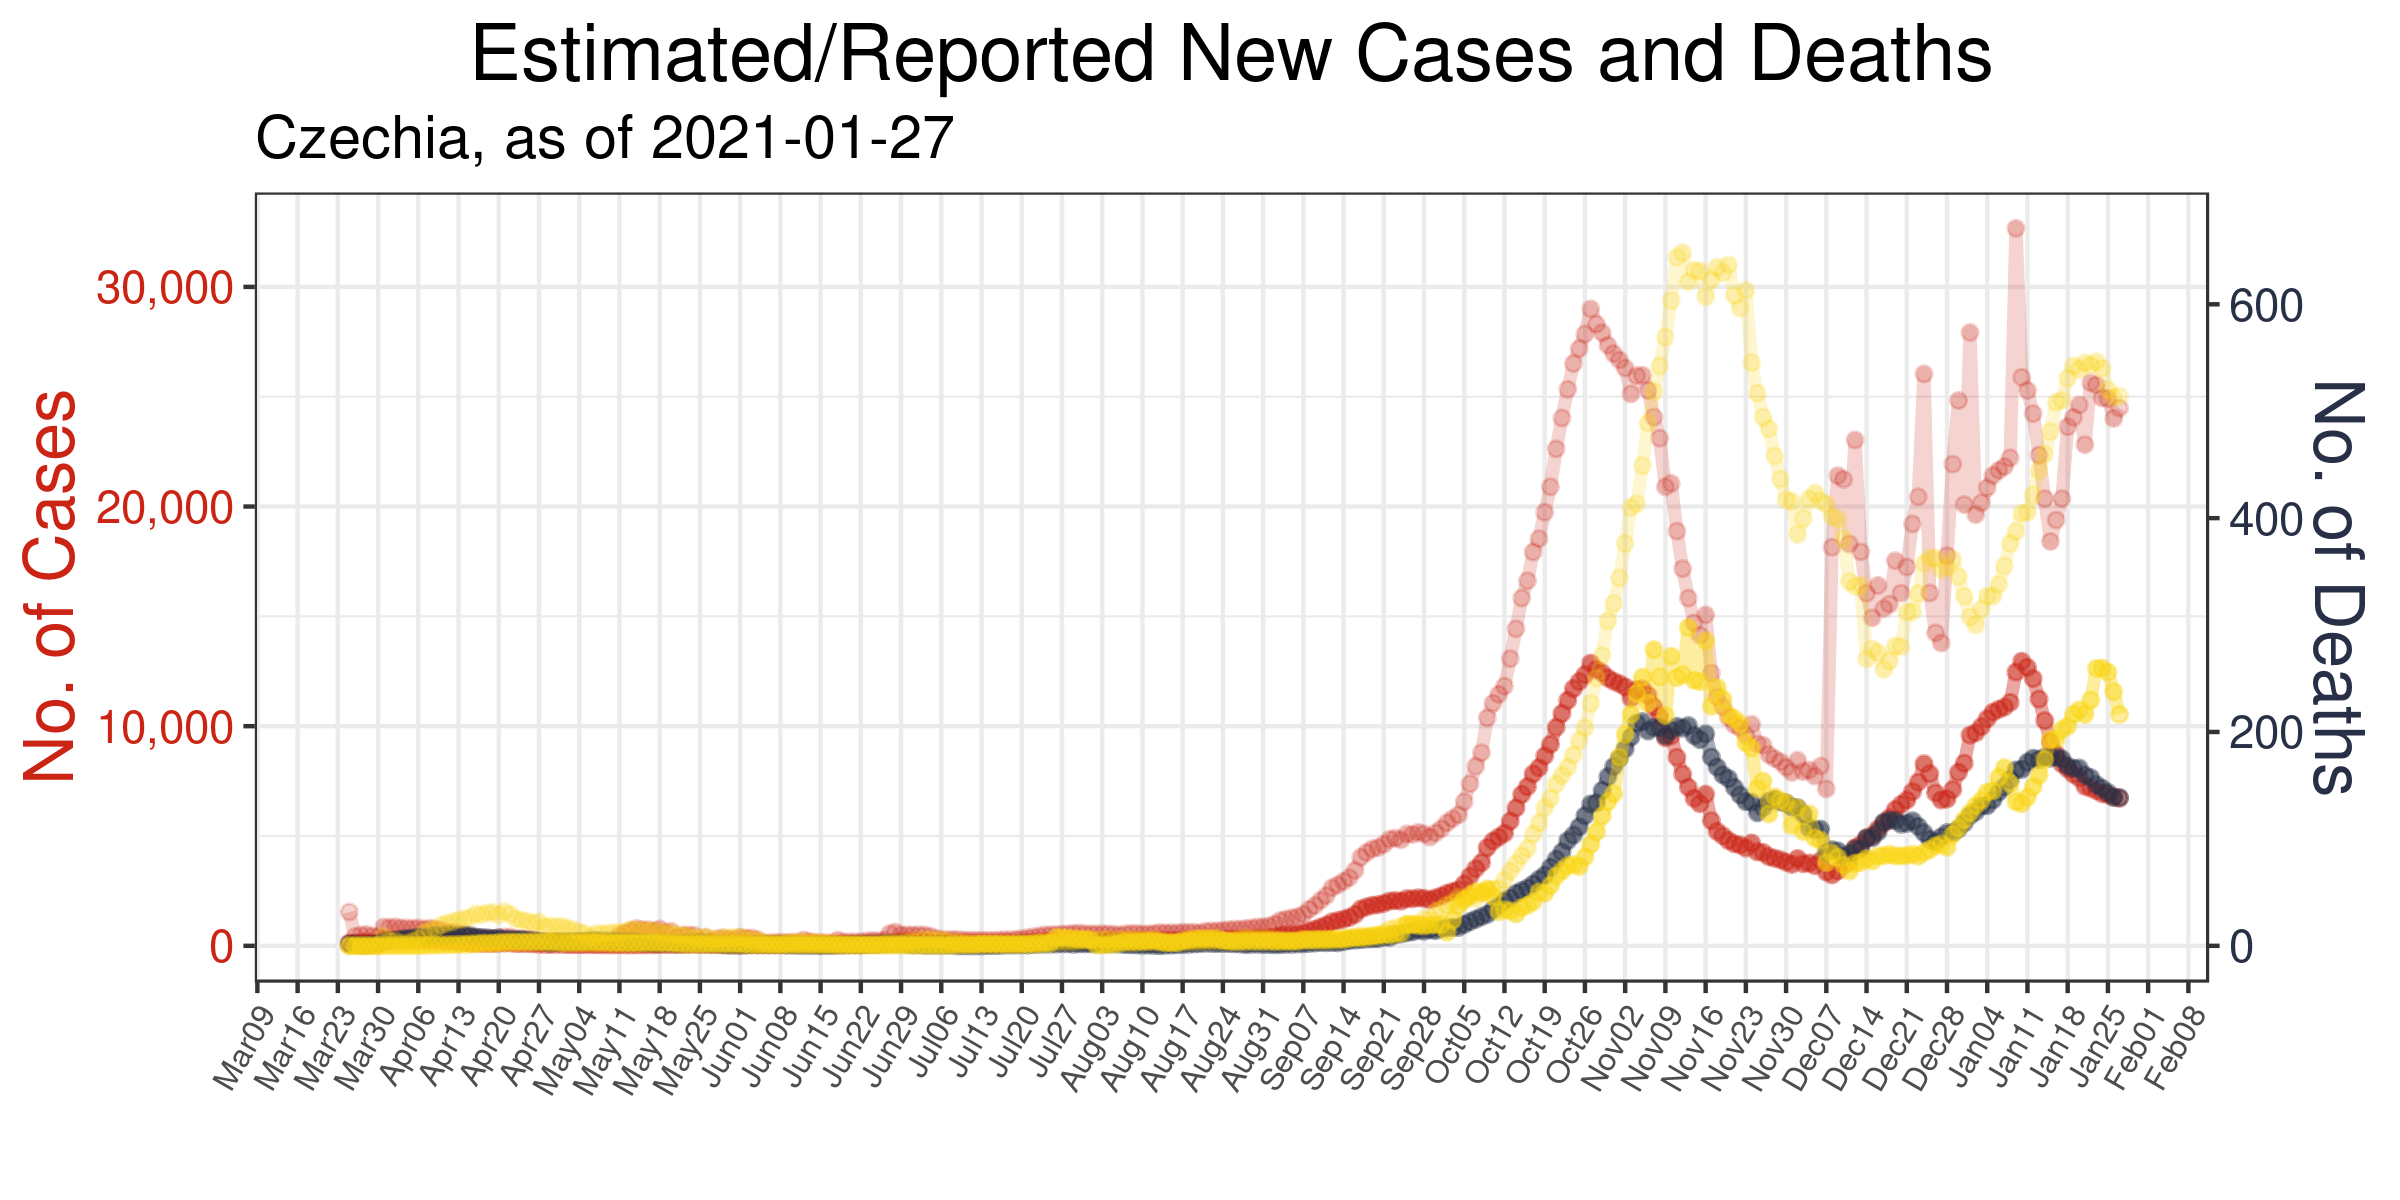 Estimated/Reported New Cases and Deaths
Czechia, as of 2021-01-27
No. of Cases
30,000
20,000
10,000
0
No. of Deaths
600
400
200
0
Mar09
Mar16
Mar23
Mar30
Apr06
Apr13
Apr20
Apr27
May04
May11
May18
May25
Jun01
Jun08
Jun15
Jun22
Jun29
Jul06
Jul13
Jul20
Jul27
Aug03
Aug10
Aug17
Aug24
Aug31
Sep07
Sep14
Sep21
Sep28
Oct05
Oct12
Oct19
Oct26
Nov02
Nov09
Nov16
Nov23
Nov30
Dec07
Dec14
Dec21
Dec28
Jan04
Jan11
Jan18
Jan25
Feb01
Feb08